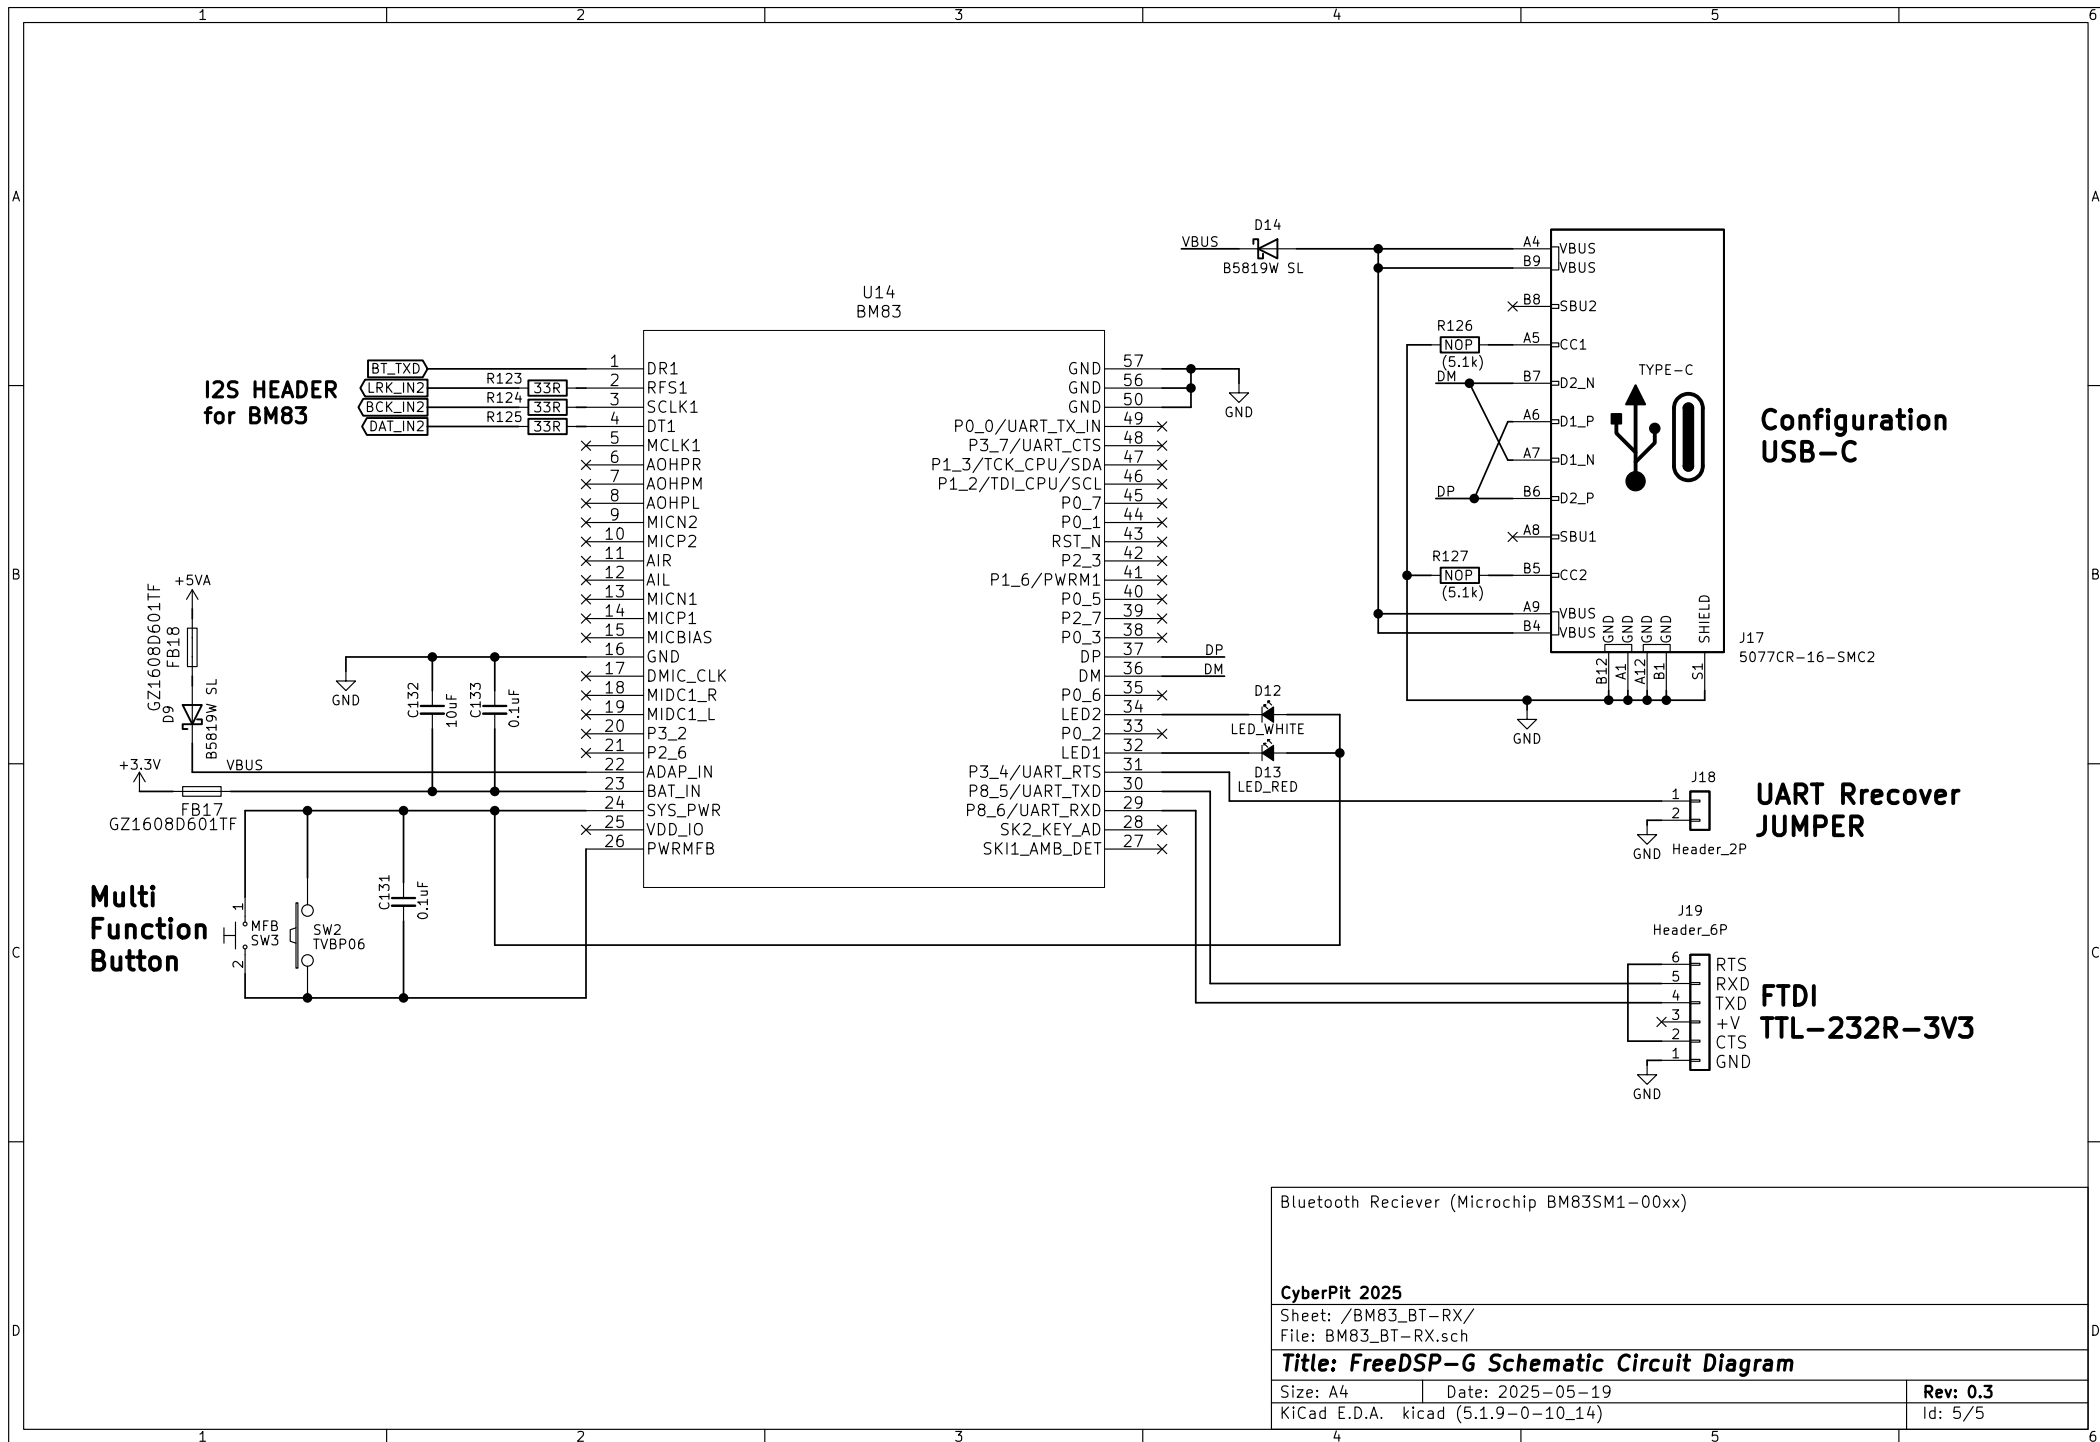 1 2 3 4 5 6
A
B
C
D
A
B
C
D
I2S HEADER
for BM83
BT_TXD
LRK_IN2
BCK_IN2
DAT_IN2
R123 33R
R124 33R
R125 33R
U14
BM83
1 DR1
2 RFS1
3 SCLK1
4 DT1
5 MCLK1
6 AOHPR
7 AOHPM
8 AOHPL
9 MICN2
10 MICP2
11 AIR
12 AIL
13 MICN1
14 MICP1
15 MICBIAS
16 GND
17 DMIC_CLK
18 MIDC1_R
19 MIDC1_L
20 P3_2
21 P2_6
22 ADAP_IN
23 BAT_IN
24 SYS_PWR
25 VDD_IO
26 PWRMFB
GND 57
GND 56
GND 50
P0_0/UART_TX_IN 49
P3_7/UART_CTS 48
P1_3/TCK_CPU/SDA 47
P1_2/TDI_CPU/SCL 46
P0_7 45
P0_1 44
RST_N 43
P2_3 42
P1_6/PWRM1 41
P0_5 40
P2_7 39
P0_3 38
DP 37 DP
DM 36 DM
P0_6 35
LED2 34
P0_2 33
LED1 32
P3_4/UART_RTS 31
P8_5/UART_TXD 30
P8_6/UART_RXD 29
SK2_KEY_AD 28
SKI1_AMB_DET 27
GND
+5VA
GZ1608D601TF
FB18
D9
B5819W SL
GND
C132
10uF
C133
0.1uF
+3.3V
VBUS
FB17
GZ1608D601TF
Multi
Function
Button
1
MFB
SW3
2
SW2
TVBP06
C131
0.1uF
D12
LED_WHITE
D13
LED_RED
VBUS
D14
B5819W SL
A4 VBUS
B9 VBUS
B8 SBU2
R126
NOP
(5.1k)
A5 CC1
DM
B7 D2_N
A6 D1_P
A7 D1_N
DP
B6 D2_P
A8 SBU1
R127
NOP
(5.1k)
B5 CC2
A9 VBUS
B4 VBUS
TYPE-C
GND
GND
GND
GND
SHIELD
B12
A1
A12
B1
S1
J17
5077CR-16-SMC2
GND
Configuration
USB-C
J18
1
2
GND
Header_2P
UART Rrecover
JUMPER
J19
Header_6P
6 RTS
5 RXD
4 TXD
3 +V
2 CTS
1 GND
GND
FTDI
TTL-232R-3V3
Bluetooth Reciever (Microchip BM83SM1-00xx)
CyberPit 2025
Sheet: /BM83_BT-RX/
File: BM83_BT-RX.sch
Title: FreeDSP-G Schematic Circuit Diagram
Size: A4 Date: 2025-05-19 Rev: 0.3
KiCad E.D.A. kicad (5.1.9-0-10_14) Id: 5/5
1 2 3 4 5 6